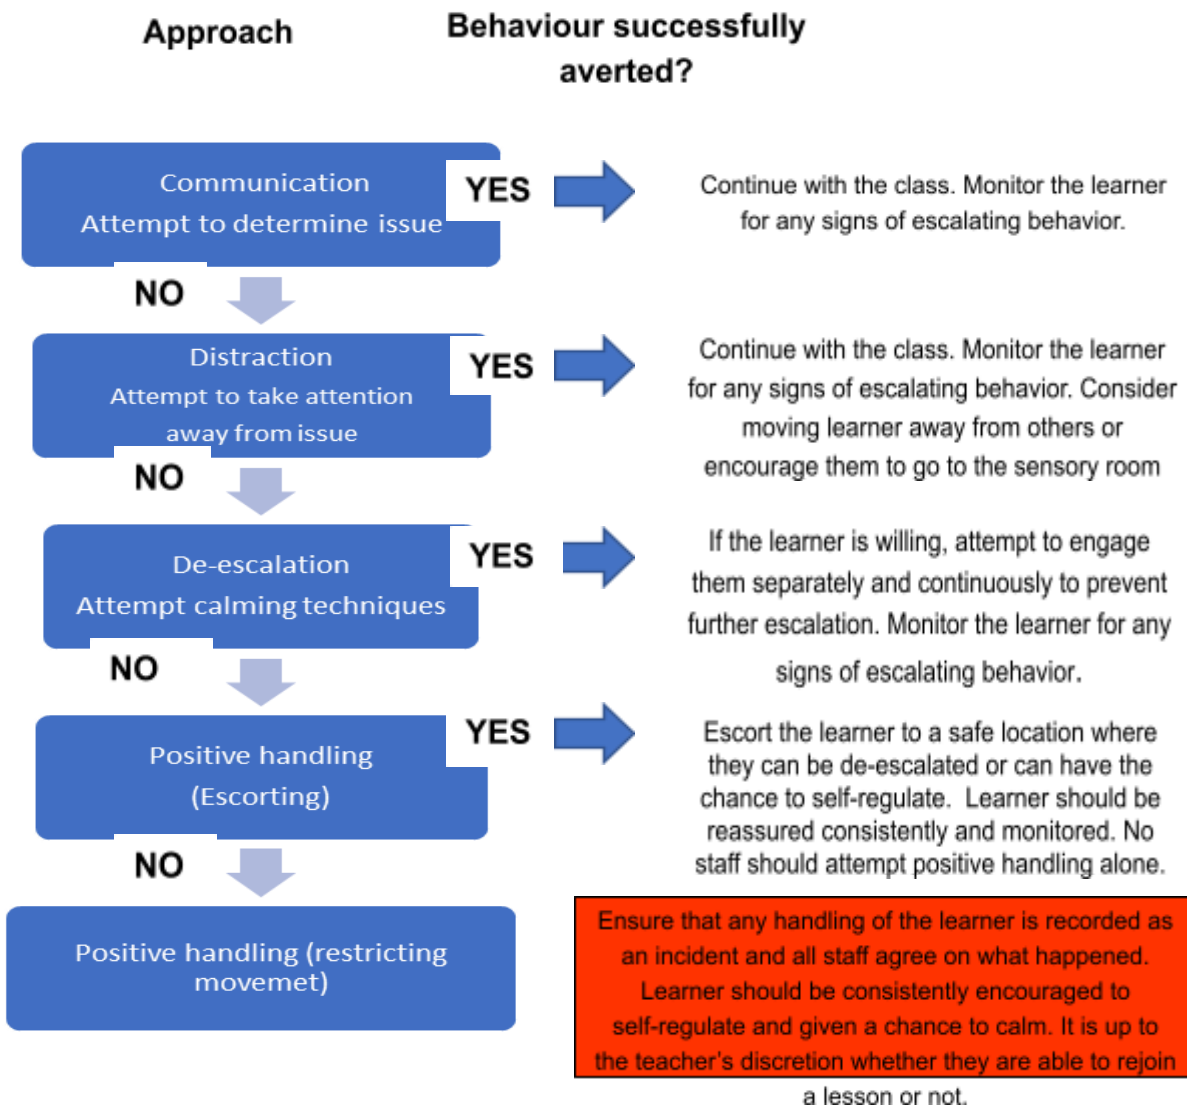 Approach
Behaviour successfully
averted?
Communication
Attempt to determine issue
YES
Continue with the class. Monitor the learner
for any signs of escalating behavior.
NO
Distraction
Attempt to take attention
away from issue
YES
Continue with the class. Monitor the learner
for any signs of escalating behavior. Consider
moving learner away from others or
encourage them to go to the sensory room
NO
De-escalation
Attempt calming techniques
YES
If the learner is willing, attempt to engage
them separately and continuously to prevent
further escalation. Monitor the learner for any
signs of escalating behavior.
NO
Positive handling
(Escorting)
YES
Escort the learner to a safe location where
they can be de-escalated or can have the
chance to self-regulate. Learner should be
reassured consistently and monitored. No
staff should attempt positive handling alone.
NO
Positive handling (restricting
movemet)
Ensure that any handling of the learner is recorded as
an incident and all staff agree on what happened.
Learner should be consistently encouraged to
self-regulate and given a chance to calm. It is up to
the teacher's discretion whether they are able to rejoin
a lesson or not.